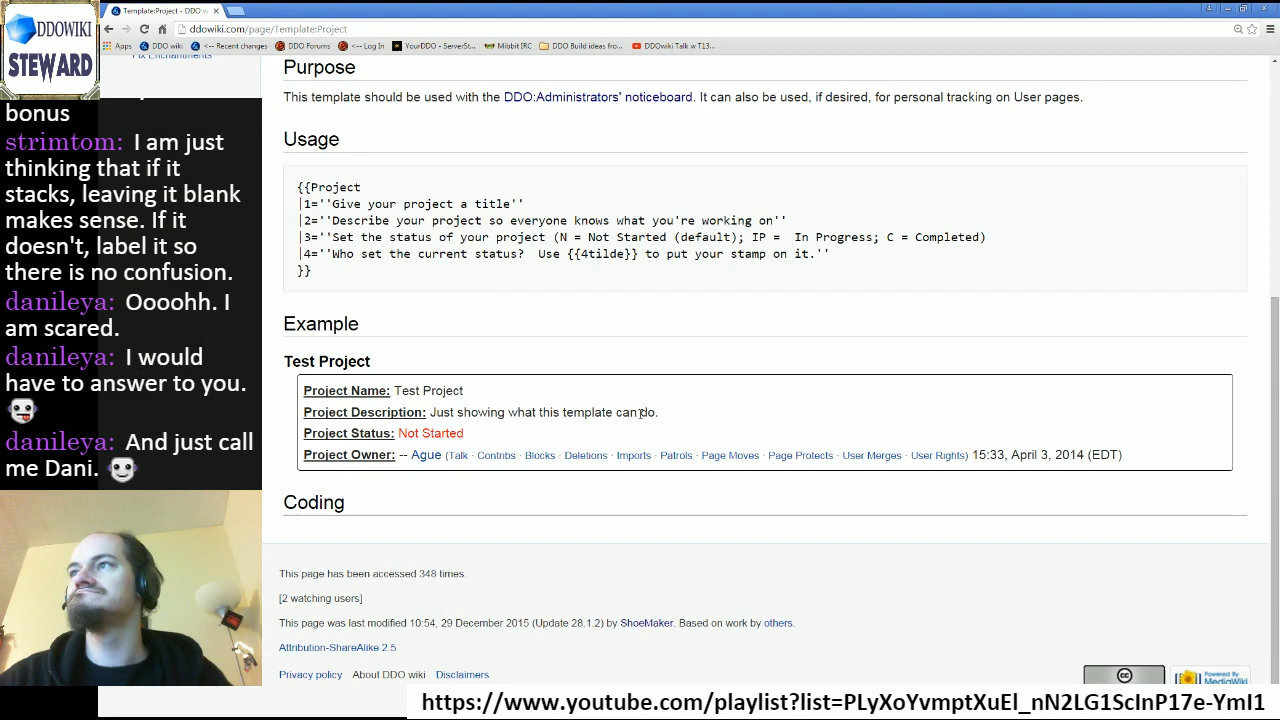 DDOWIKI
STEWARD
bonus
strimtom: I am just
thinking that if it
stacks, leaving it blank
makes sense. If it
doesn't, label it so
there is no confusion.
danileya: Oooohh. I
am scared.
danileya: I would
have to answer to you.
danileya: And just call
me Dani.
Template:Project - DDO w
ddowiki.com/page/Template:Project
Apps DDO wiki <-- Recent changes DDO Forums <-- Log In YourDDO - ServerSt... Mibbit IRC DDO Build ideas from... DDOwiki Talk w T13...
Fix Enchantments
Purpose
This template should be used with the DDO:Administrators' noticeboard. It can also be used, if desired, for personal tracking on User pages.
Usage
{{Project
|1=''Give your project a title''
|2=''Describe your project so everyone knows what you're working on''
|3=''Set the status of your project (N = Not Started (default); IP =  In Progress; C = Completed)
|4=''Who set the current status?  Use {{4tilde}} to put your stamp on it.''
}}
Example
Test Project
Project Name: Test Project
Project Description: Just showing what this template can do.
Project Status: Not Started
Project Owner: -- Ague (Talk · Contribs · Blocks · Deletions · Imports · Patrols · Page Moves · Page Protects · User Merges · User Rights) 15:33, April 3, 2014 (EDT)
Coding
This page has been accessed 348 times.
[2 watching users]
This page was last modified 10:54, 29 December 2015 (Update 28.1.2) by ShoeMaker. Based on work by others.
Attribution-ShareAlike 2.5
Privacy policy About DDO wiki Disclaimers
cc
Powered By
MediaWiki
https://www.youtube.com/playlist?list=PLyXoYvmptXuEl_nN2LG1ScInP17e-YmI1